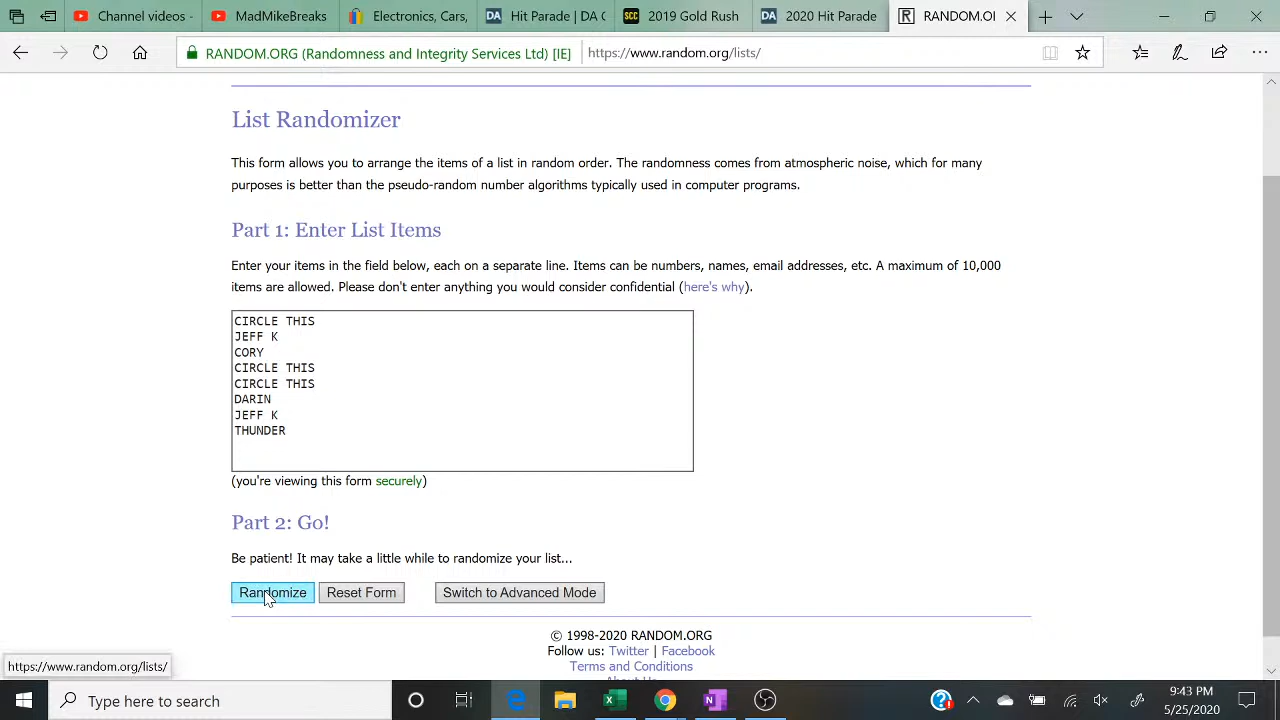 Channel videos -
MadMikeBreaks
Electronics, Cars,
DA Hit Parade | DA C
SCC 2019 Gold Rush
DA 2020 Hit Parade
R RANDOM.OI
RANDOM.ORG (Randomness and Integrity Services Ltd) [IE]
https://www.random.org/lists/
List Randomizer
This form allows you to arrange the items of a list in random order. The randomness comes from atmospheric noise, which for many
purposes is better than the pseudo-random number algorithms typically used in computer programs.
Part 1: Enter List Items
Enter your items in the field below, each on a separate line. Items can be numbers, names, email addresses, etc. A maximum of 10,000
items are allowed. Please don't enter anything you would consider confidential (here's why).
CIRCLE THIS
JEFF K
CORY
CIRCLE THIS
CIRCLE THIS
DARIN
JEFF K
THUNDER
(you're viewing this form securely)
Part 2: Go!
Be patient! It may take a little while to randomize your list...
Randomize
Reset Form
Switch to Advanced Mode
© 1998-2020 RANDOM.ORG
Follow us: Twitter | Facebook
Terms and Conditions
About Us
https://www.random.org/lists/
Type here to search
9:43 PM
5/25/2020